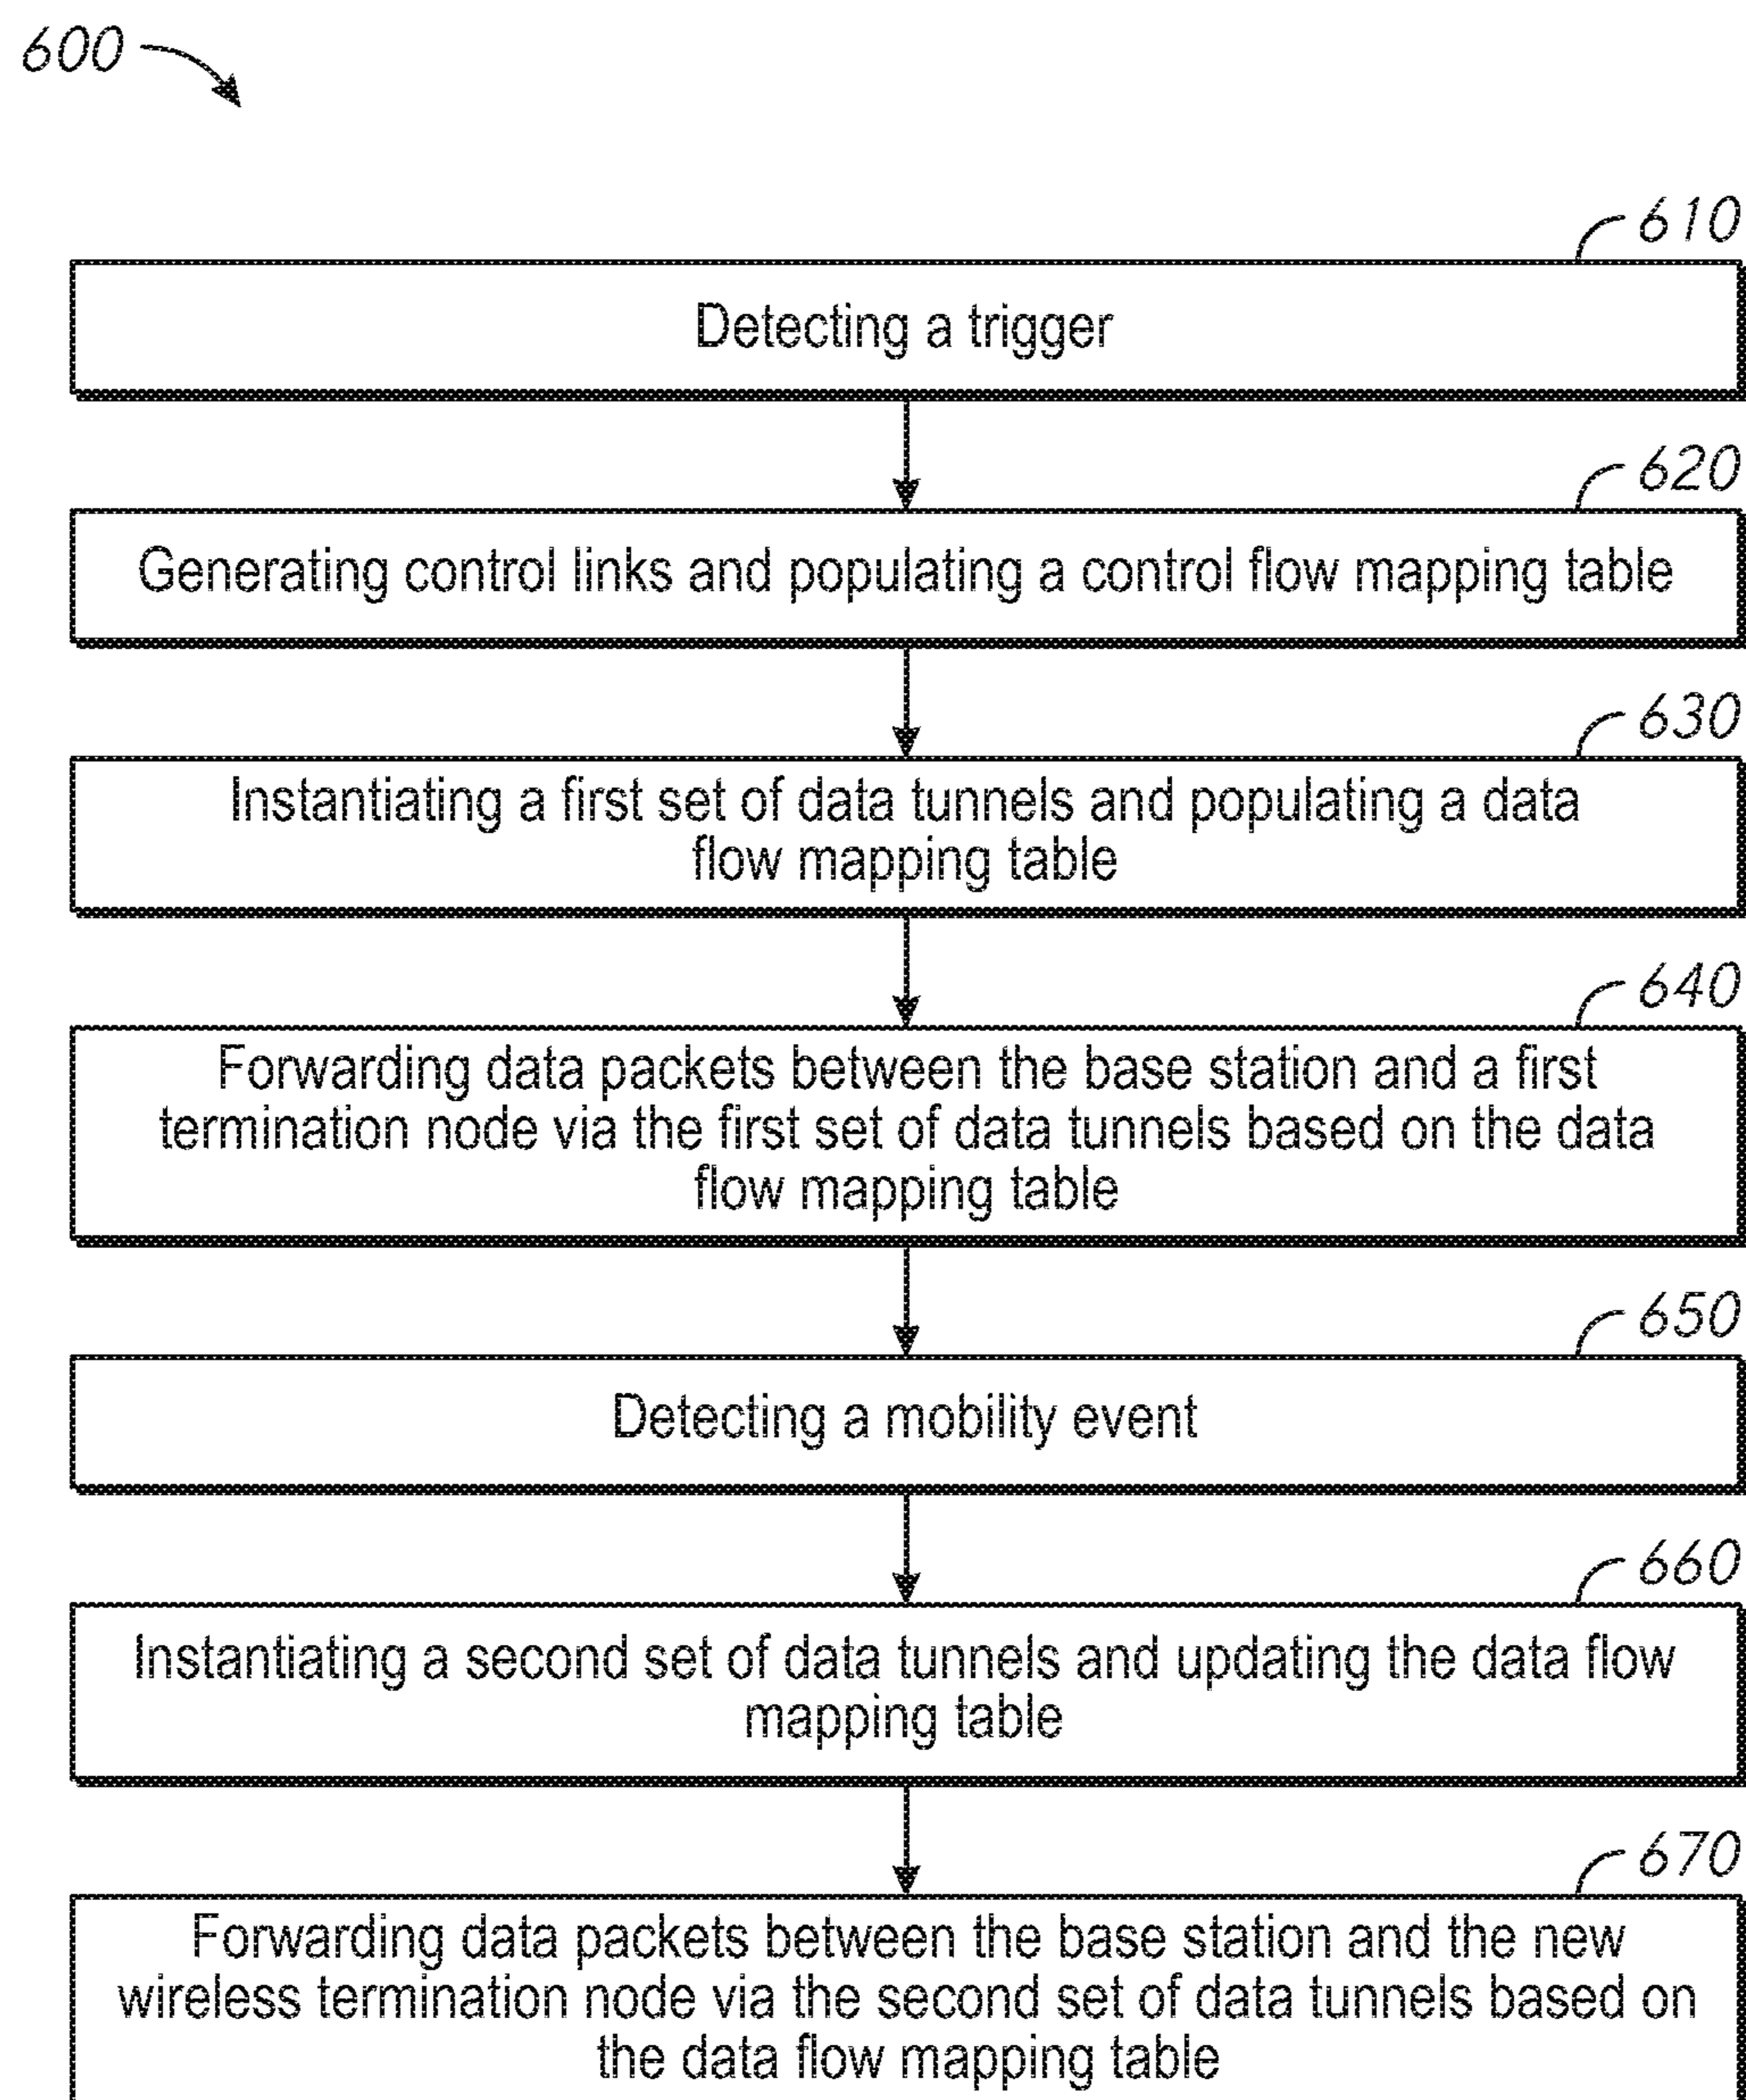 600
610
Detecting a trigger
620
Generating control links and populating a control flow mapping table
630
Instantiating a first set of data tunnels and populating a data
flow mapping table
640
Forwarding data packets between the base station and a first
termination node via the first set of data tunnels based on the data
flow mapping table
650
Detecting a mobility event
660
Instantiating a second set of data tunnels and updating the data flow
mapping table
670
Forwarding data packets between the base station and the new
wireless termination node via the second set of data tunnels based on
the data flow mapping table